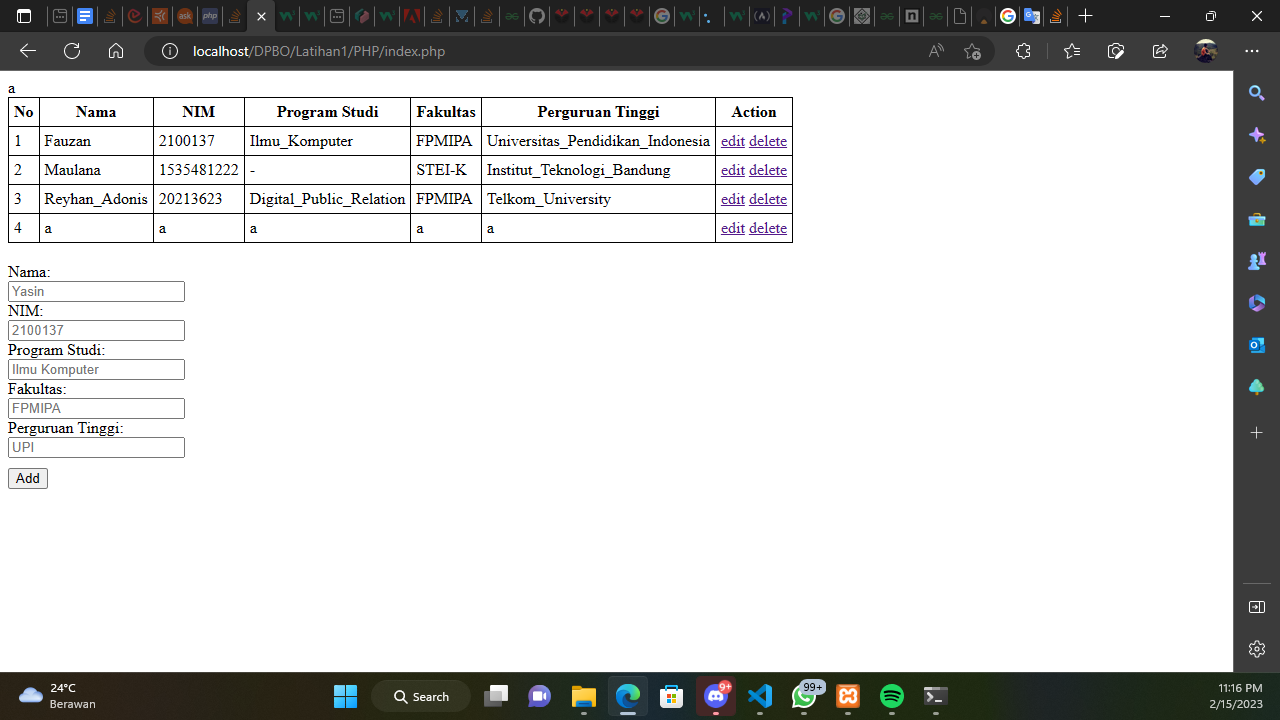 localhost/DPBO/Latihan1/PHP/index.php
a
No Nama NIM Program Studi Fakultas Perguruan Tinggi Action
1 Fauzan 2100137 Ilmu_Komputer FPMIPA Universitas_Pendidikan_Indonesia edit delete
2 Maulana 1535481222 - STEI-K Institut_Teknologi_Bandung edit delete
3 Reyhan_Adonis 20213623 Digital_Public_Relation FPMIPA Telkom_University edit delete
4 a a a a a edit delete
Nama:
Yasin
NIM:
2100137
Program Studi:
Ilmu Komputer
Fakultas:
FPMIPA
Perguruan Tinggi:
UPI
Add
24°C
Berawan
Search
9+
99+
11:16 PM
2/15/2023